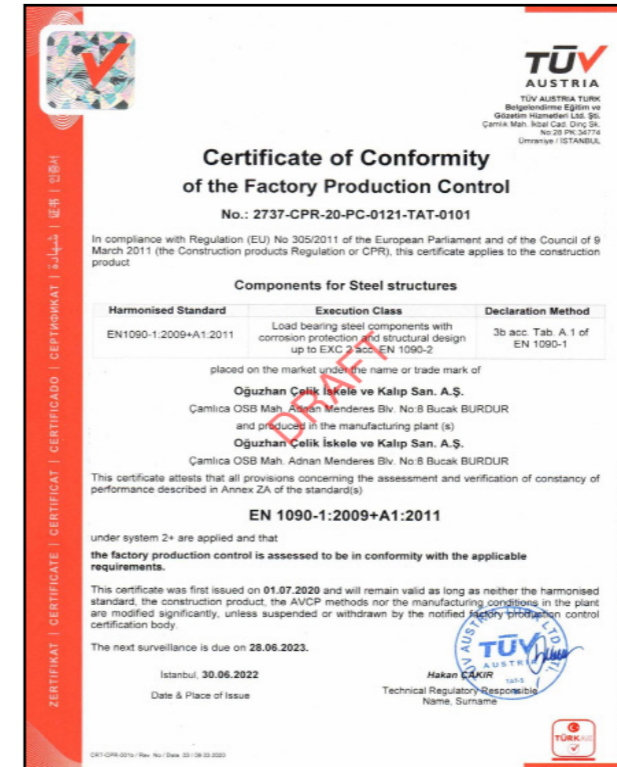 TÜV
AUSTRIA
TÜV AUSTRIA TURK
Belgelendirme Eğitim ve
Gözetim Hizmetleri Ltd. Şti.
Çamlık Mah. İkbal Cad. Dinç Sk.
No:28 PK:34774
Ümraniye / İSTANBUL
ZERTIFIKAT | CERTIFICATE | CERTIFICAT | CERTIFICADO | СЕРТИФИКАТ | شهادة | 证书 | 인증서
Certificate of Conformity
of the Factory Production Control
No.: 2737-CPR-20-PC-0121-TAT-0101
In compliance with Regulation (EU) No 305/2011 of the European Parliament and of the Council of 9
March 2011 (the Construction products Regulation or CPR), this certificate applies to the construction
product
Components for Steel structures
Harmonised Standard Execution Class Declaration Method
EN1090-1:2009+A1:2011 Load bearing steel components with corrosion protection and structural design up to EXC 2 acc. EN 1090-2 3b acc. Tab. A.1 of EN 1090-1
placed on the market under the name or trade mark of
Oğuzhan Çelik İskele ve Kalıp San. A.Ş.
Çamlıca OSB Mah. Adnan Menderes Blv. No:8 Bucak BURDUR
and produced in the manufacturing plant (s)
Oğuzhan Çelik İskele ve Kalıp San. A.Ş.
Çamlıca OSB Mah. Adnan Menderes Blv. No:8 Bucak BURDUR
DRAFT
This certificate attests that all provisions concerning the assessment and verification of constancy of
performance described in Annex ZA of the standard(s)
EN 1090-1:2009+A1:2011
under system 2+ are applied and that
the factory production control is assessed to be in conformity with the applicable
requirements.
This certificate was first issued on 01.07.2020 and will remain valid as long as neither the harmonised
standard, the construction product, the AVCP methods nor the manufacturing conditions in the plant
are modified significantly, unless suspended or withdrawn by the notified factory production control
certification body.
The next surveillance is due on 28.06.2023.
Istanbul, 30.06.2022
Date & Place of Issue
Hakan ÇAKIR
Technical Regulatory Responsible
Name, Surname
TÜV
AUSTRIA
TAT-3
TÜRKAK